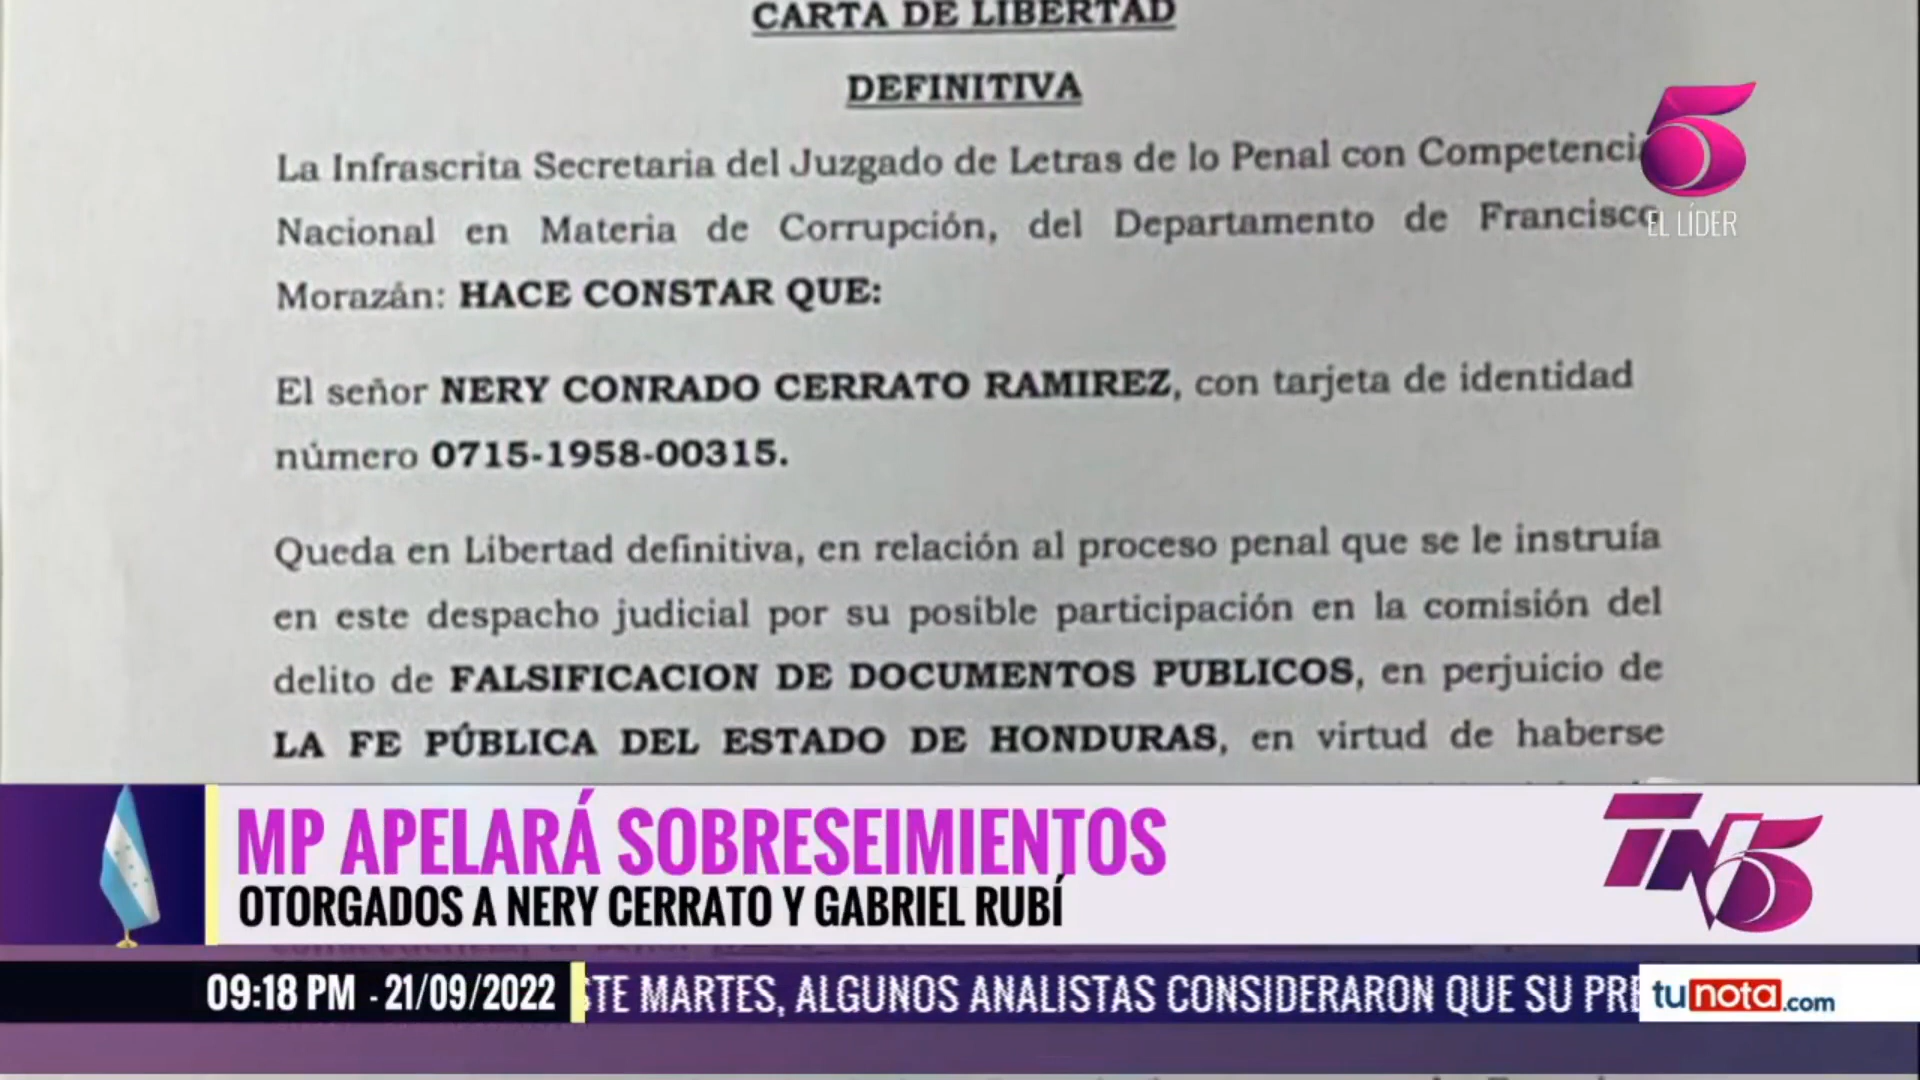 CARTA DE LIBERTAD
DEFINITIVA
La Infrascrita Secretaria del Juzgado de Letras de lo Penal con Competencia
Nacional en Materia de Corrupción, del Departamento de Francisco
Morazán: HACE CONSTAR QUE:
El señor NERY CONRADO CERRATO RAMIREZ, con tarjeta de identidad
número 0715-1958-00315.
Queda en Libertad definitiva, en relación al proceso penal que se le instruía
en este despacho judicial por su posible participación en la comisión del
delito de FALSIFICACION DE DOCUMENTOS PUBLICOS, en perjuicio de
LA FE PÚBLICA DEL ESTADO DE HONDURAS, en virtud de haberse
5
EL LÍDER
MP APELARÁ SOBRESEIMIENTOS
OTORGADOS A NERY CERRATO Y GABRIEL RUBÍ
TN5
09:18 PM - 21/09/2022
STE MARTES, ALGUNOS ANALISTAS CONSIDERARON QUE SU PRE
tunota.com